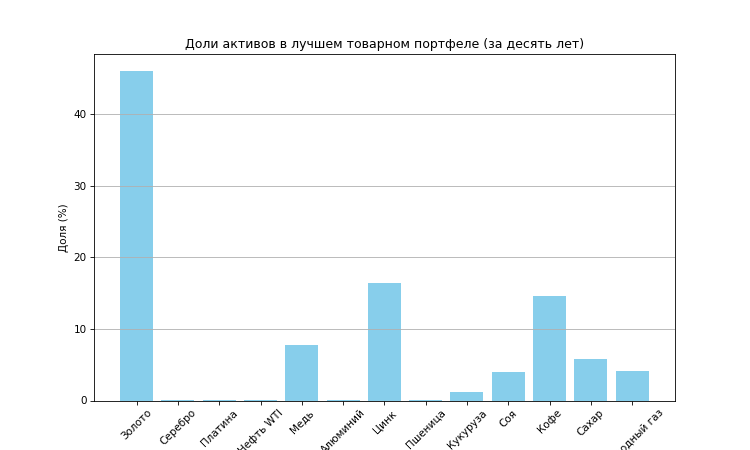 Доли активов в лучшем товарном портфеле (за десять лет)
Доля (%)
40
30
20
10
0
Золото
Серебро
Платина
Нефть WTI
Медь
Алюминий
Цинк
Пшеница
Кукуруза
Соя
Кофе
Сахар
одный газ